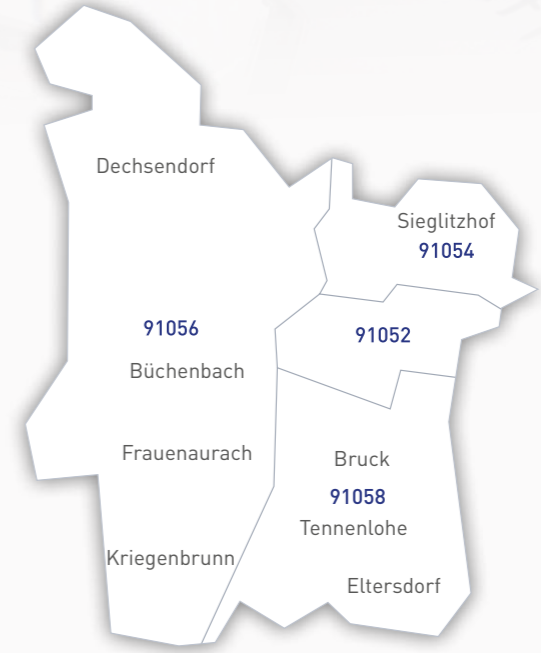 Dechsendorf
Sieglitzhof
91054
91056
91052
Büchenbach
Frauenaurach
Bruck
91058
Tennenlohe
Kriegenbrunn
Eltersdorf